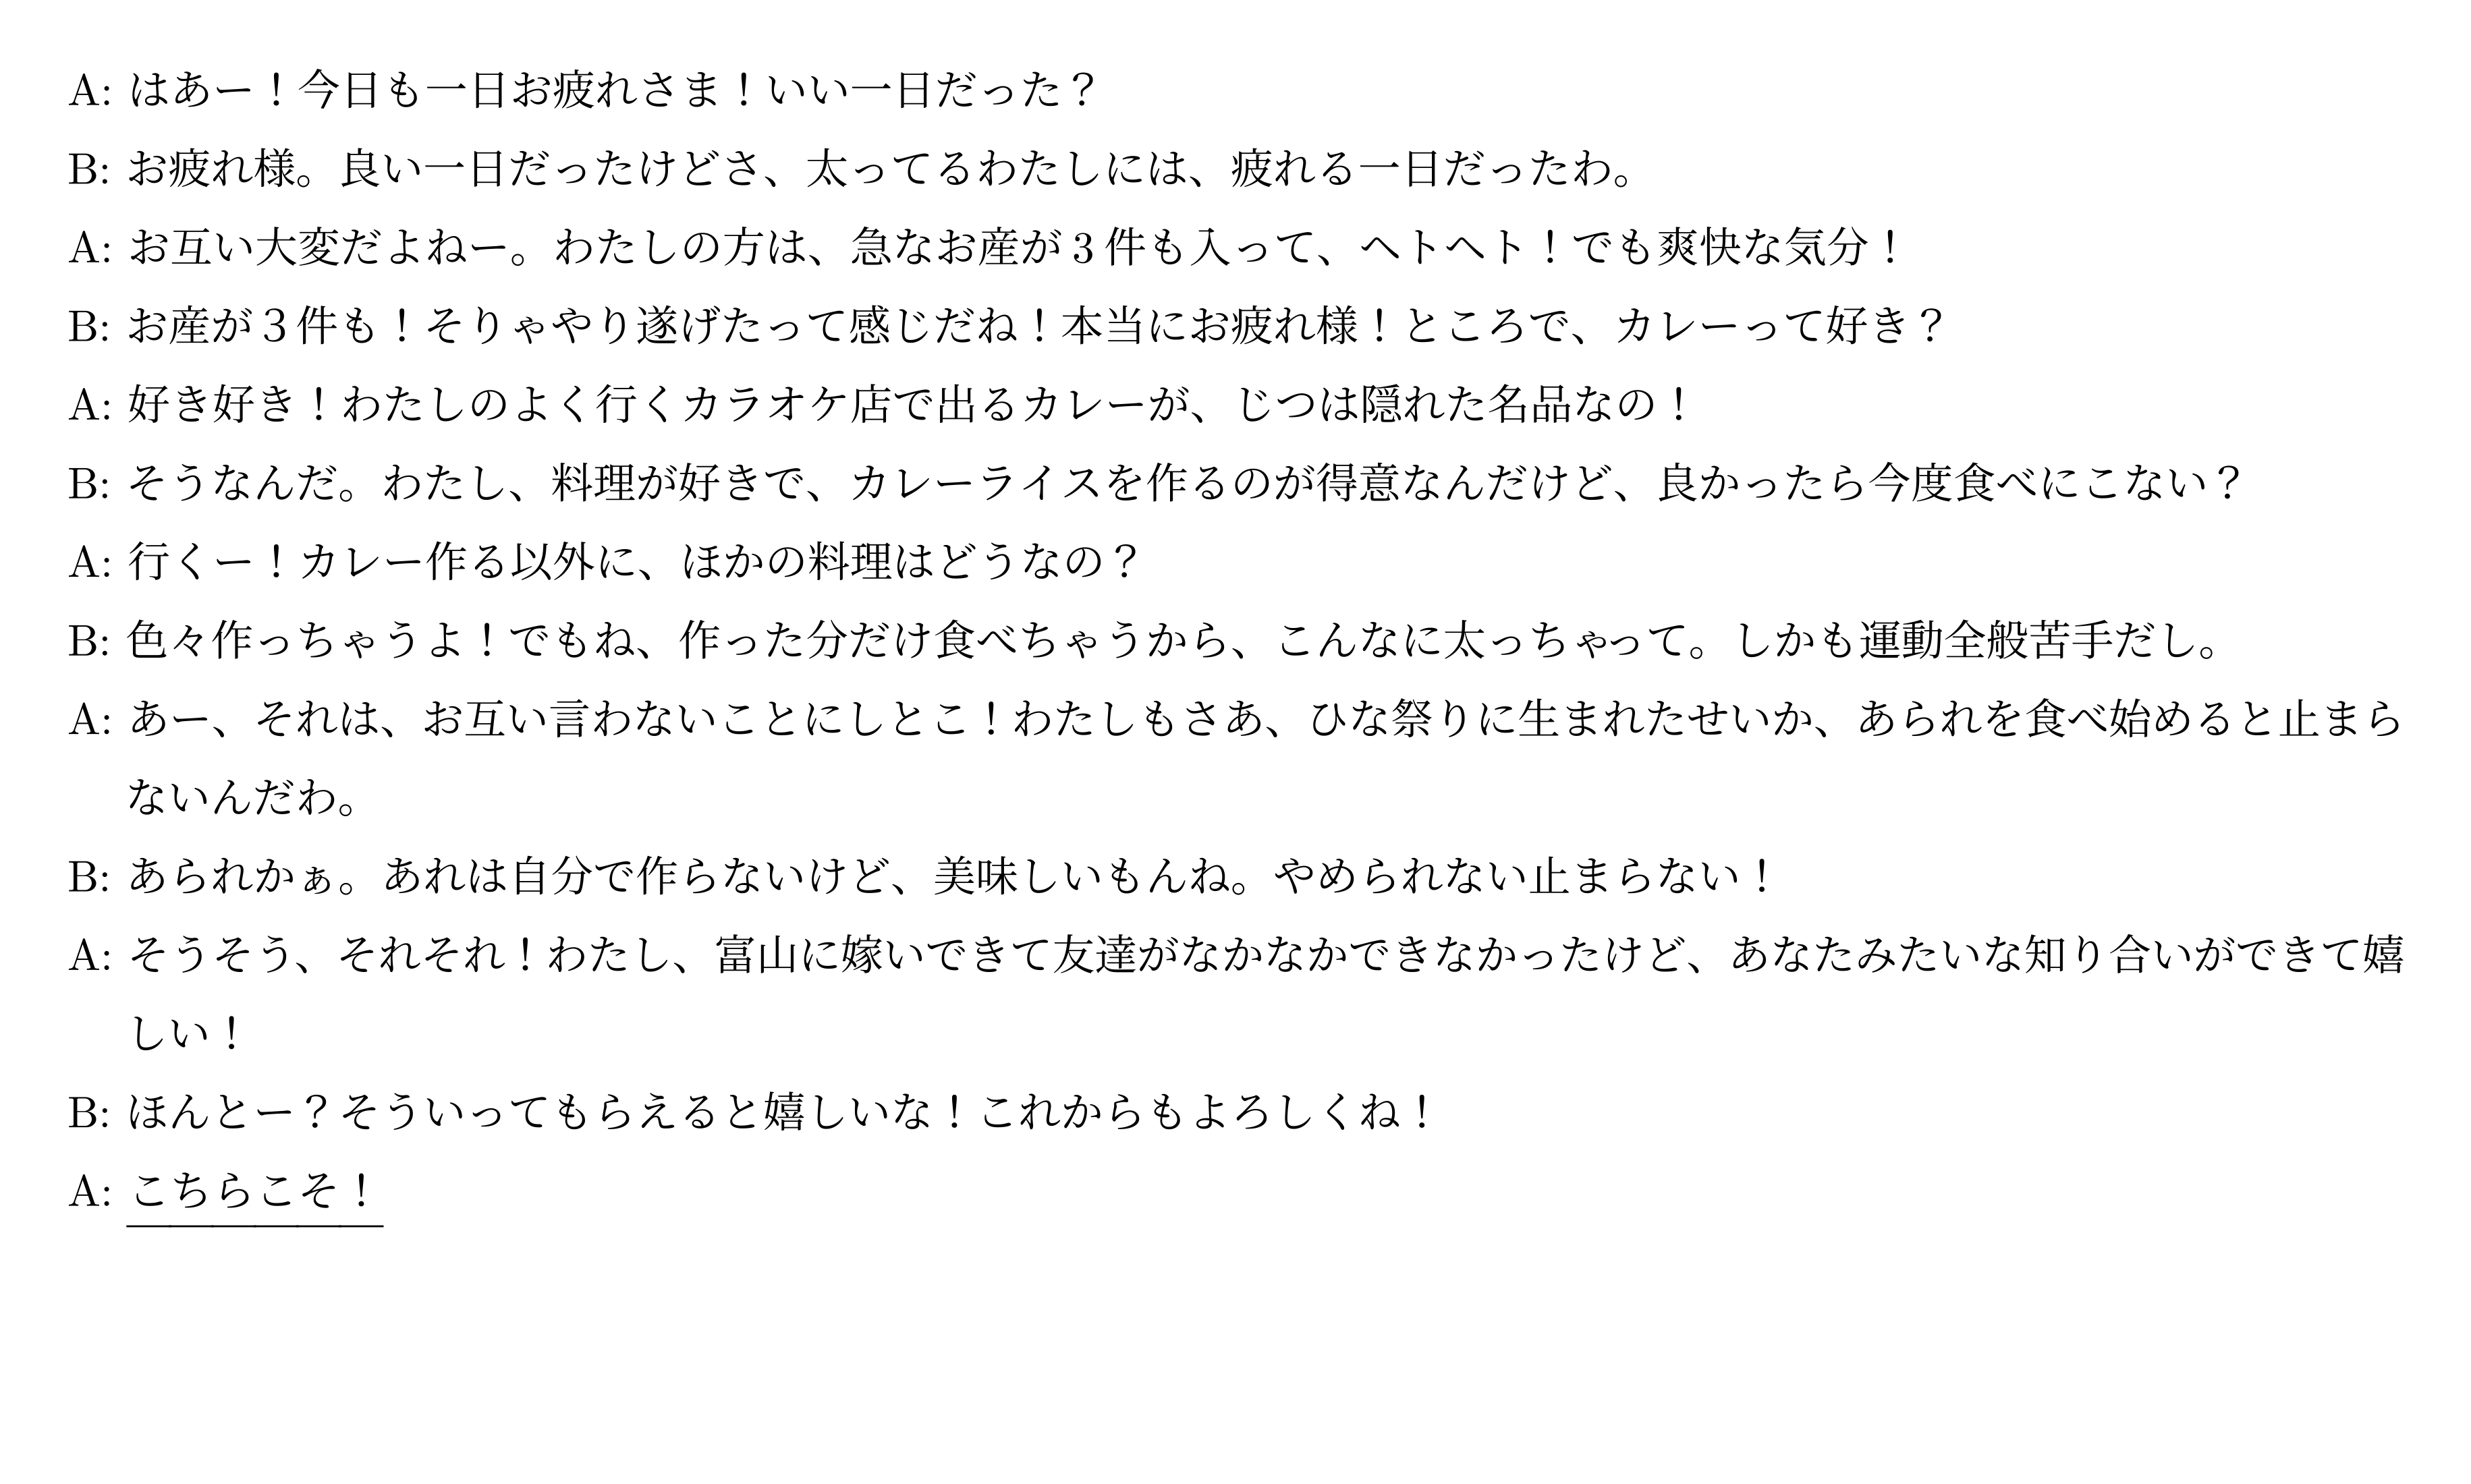 A: はあー！今日も一日お疲れさま！いい一日だった？
B: お疲れ様。良い一日だったけどさ、太ってるわたしには、疲れる一日だったわ。
A: お互い大変だよねー。わたしの方は、急なお産が3件も入って、ヘトヘト！でも爽快な気分！
B: お産が3件も！そりゃやり遂げたって感じだね！本当にお疲れ様！ところで、カレーって好き？
A: 好き好き！わたしのよく行くカラオケ店で出るカレーが、じつは隠れた名品なの！
B: そうなんだ。わたし、料理が好きで、カレーライスを作るのが得意なんだけど、良かったら今度食べにこない？
A: 行くー！カレー作る以外に、ほかの料理はどうなの？
B: 色々作っちゃうよ！でもね、作った分だけ食べちゃうから、こんなに太っちゃって。しかも運動全般苦手だし。
A: あー、それは、お互い言わないことにしとこ！わたしもさあ、ひな祭りに生まれたせいか、あられを食べ始めると止まら
ないんだわ。
B: あられかぁ。あれは自分で作らないけど、美味しいもんね。やめられない止まらない！
A: そうそう、それそれ！わたし、富山に嫁いできて友達がなかなかできなかったけど、あなたみたいな知り合いができて嬉
しい！
B: ほんとー？そういってもらえると嬉しいな！これからもよろしくね！
A: こちらこそ！